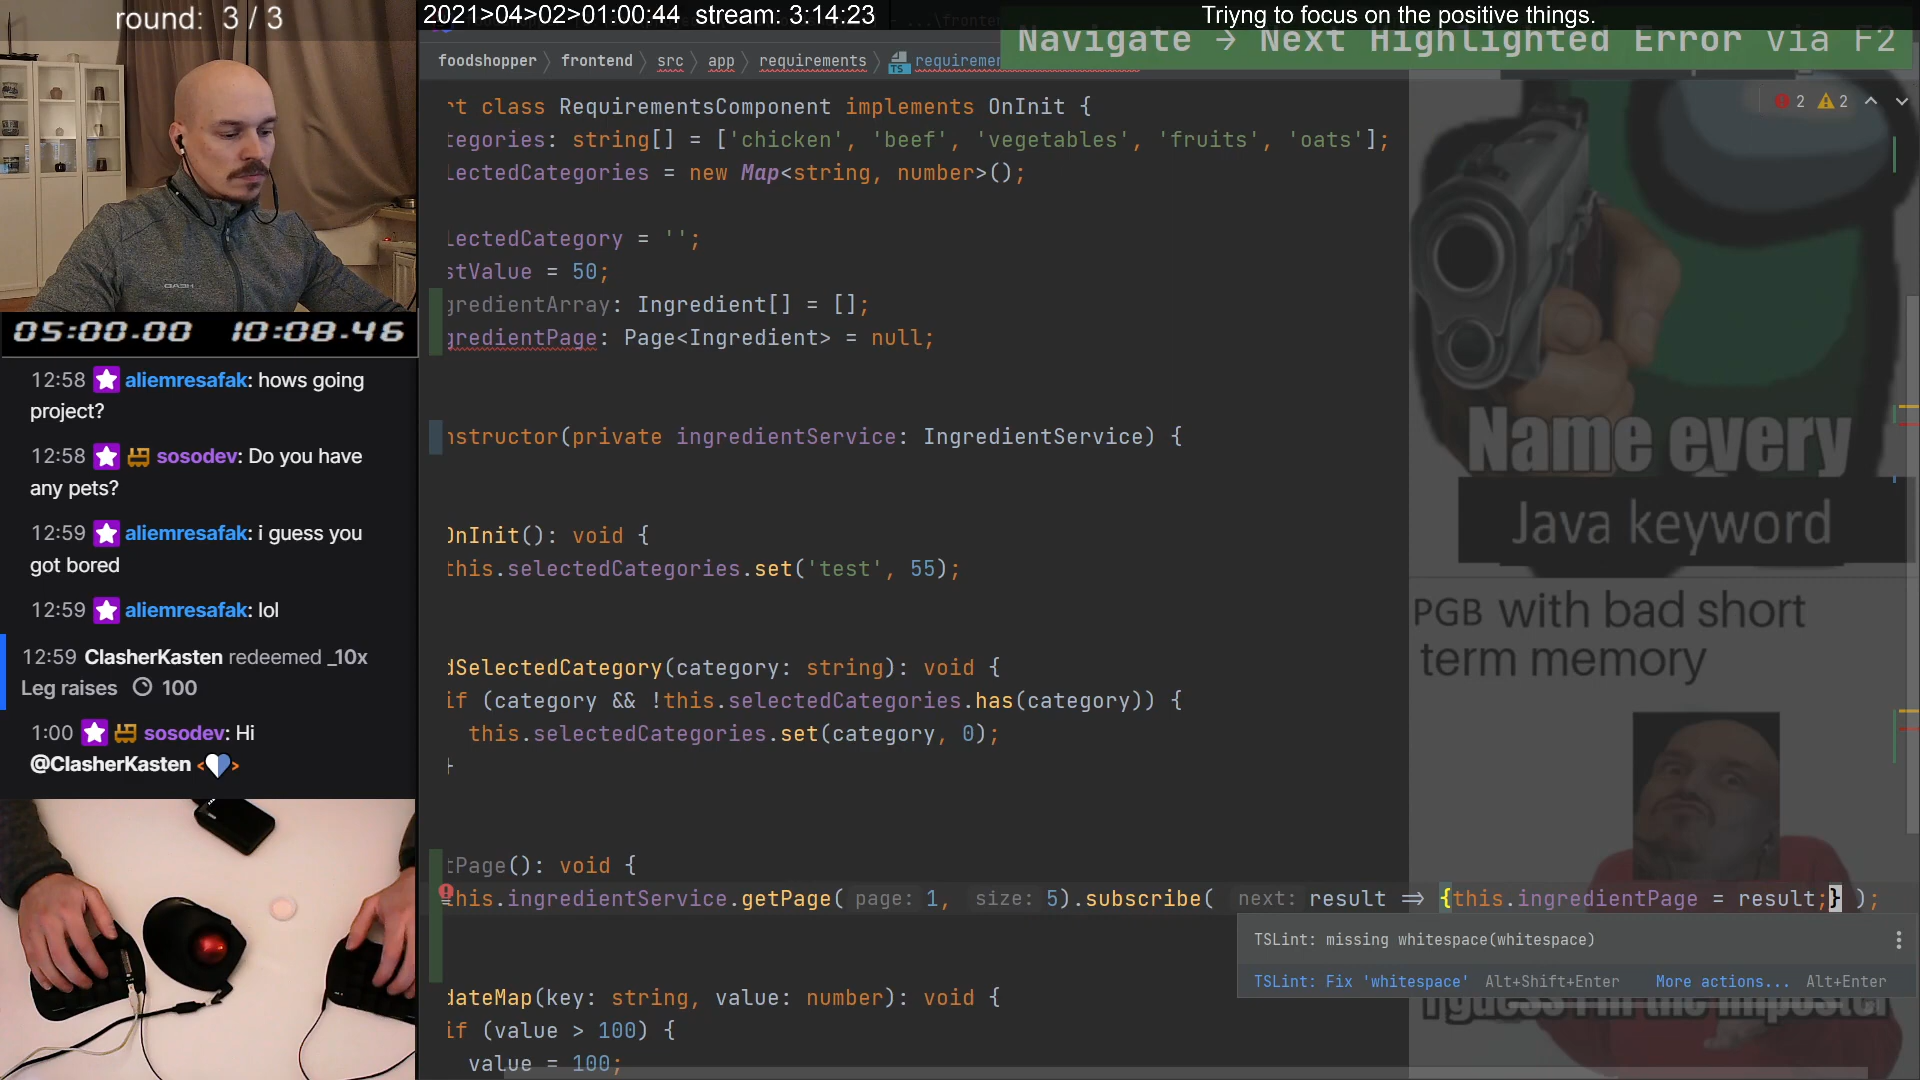 round: 3 / 3
2021>04>02>01:00:44 stream: 3:14:23
Triyng to focus on the positive things.
Navigate → Next Highlighted Error via F2
foodshopper
frontend
src
app
requirements
TS
2 2
rt class RequirementsComponent implements OnInit {
tegories: string[] = ['chicken', 'beef', 'vegetables', 'fruits', 'oats'];
lectedCategories = new Map<string, number>();
lectedCategory = '';
stValue = 50;
gredientArray: Ingredient[] = [];
gredientPage: Page<Ingredient> = null;
nstructor(private ingredientService: IngredientService) {
OnInit(): void {
this.selectedCategories.set('test', 55);
dSelectedCategory(category: string): void {
if (category && !this.selectedCategories.has(category)) {
this.selectedCategories.set(category, 0);
}
tPage(): void {
this.ingredientService.getPage( page: 1, size: 5).subscribe( next: result => {this.ingredientPage = result;} );
TSLint: missing whitespace(whitespace)
TSLint: Fix 'whitespace' Alt+Shift+Enter More actions... Alt+Enter
dateMap(key: string, value: number): void {
if (value > 100) {
value = 100;
05:00.00 10:08.46
12:58 aliemresafak: hows going
project?
12:58 sosodev: Do you have
any pets?
12:59 aliemresafak: i guess you
got bored
12:59 aliemresafak: lol
12:59 ClasherKasten redeemed _10x
Leg raises 100
1:00 sosodev: Hi
@ClasherKasten
Name every
Java keyword
PGB with bad short
term memory
I guess I'm the imposter